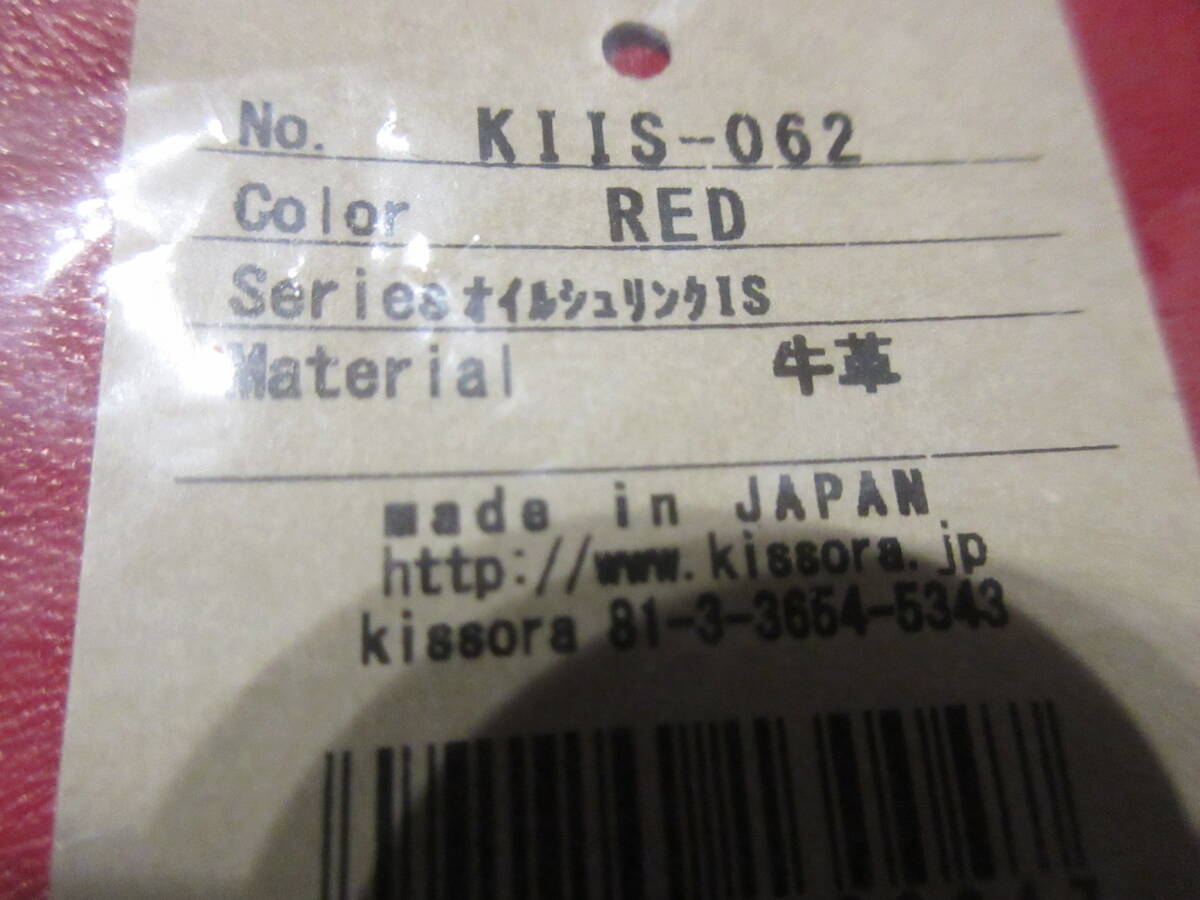 No. KIIS-062
Color RED
Series オイルシュリンクIS
Material 牛革
made in JAPAN
http://www.kissora.jp
kissora 81-3-3654-5343